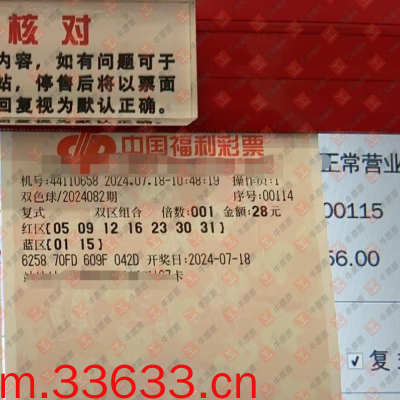 核对
内容，如有问题可于
站，停售后将以票面
回复视为默认正确。
中国福利彩票
机号:44110658 2024.07.18-10:48:19 操作员:1
双色球/2024082期 序号:00114
复式 双区组合 倍数:001 金额:28元
红区[05 09 12 16 23 30 31]
蓝区[01 15]
6258 70FD 609F 042D 开奖日:2024-07-18
正常营业
00115
56.00
复
m.33633.cn